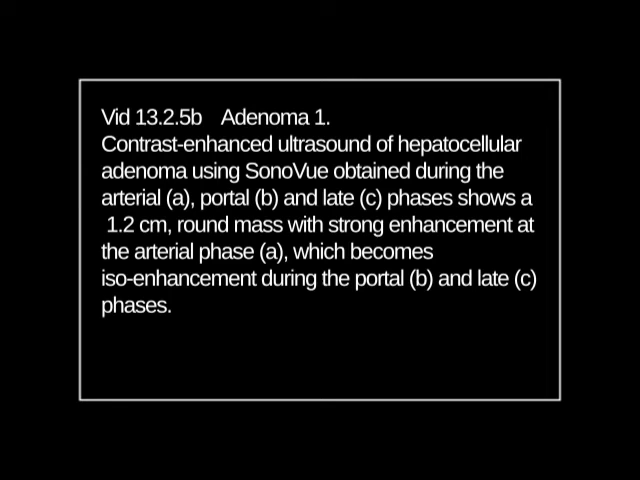 Vid 13.2.5b    Adenoma 1.
Contrast-enhanced ultrasound of hepatocellular
adenoma using SonoVue obtained during the
arterial (a), portal (b) and late (c) phases shows a
1.2 cm, round mass with strong enhancement at
the arterial phase (a), which becomes
iso-enhancement during the portal (b) and late (c)
phases.